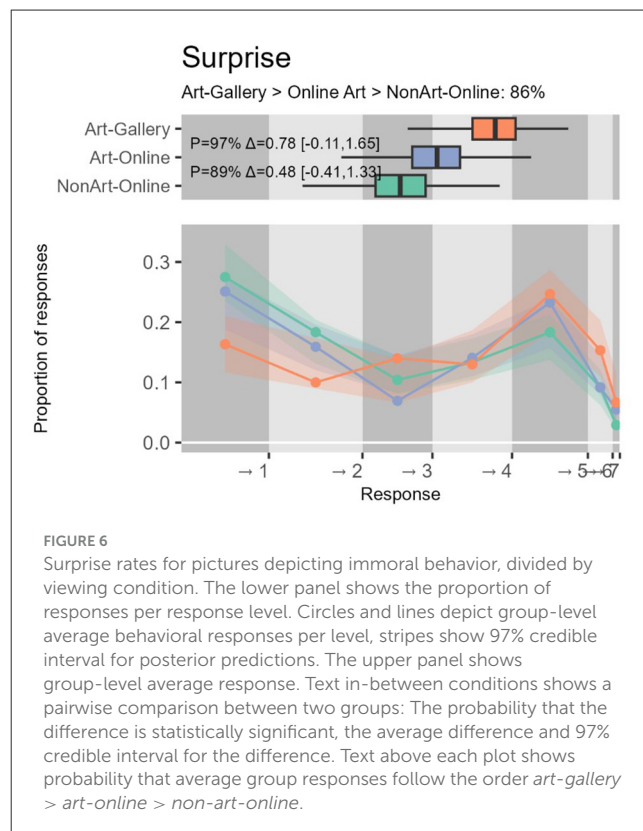 Surprise
Art-Gallery > Online Art > NonArt-Online: 86%
Art-Gallery
P=97% Δ=0.78 [-0.11,1.65]
Art-Online
P=89% Δ=0.48 [-0.41,1.33]
NonArt-Online
Proportion of responses
0.3
0.2
0.1
0.0
→ 1 → 2 → 3 → 4 → 5 → 6 → 7
Response
FIGURE 6
Surprise rates for pictures depicting immoral behavior, divided by
viewing condition. The lower panel shows the proportion of
responses per response level. Circles and lines depict group-level
average behavioral responses per level, stripes show 97% credible
interval for posterior predictions. The upper panel shows
group-level average response. Text in-between conditions shows a
pairwise comparison between two groups: The probability that the
difference is statistically significant, the average difference and 97%
credible interval for the difference. Text above each plot shows
probability that average group responses follow the order art-gallery
> art-online > non-art-online.